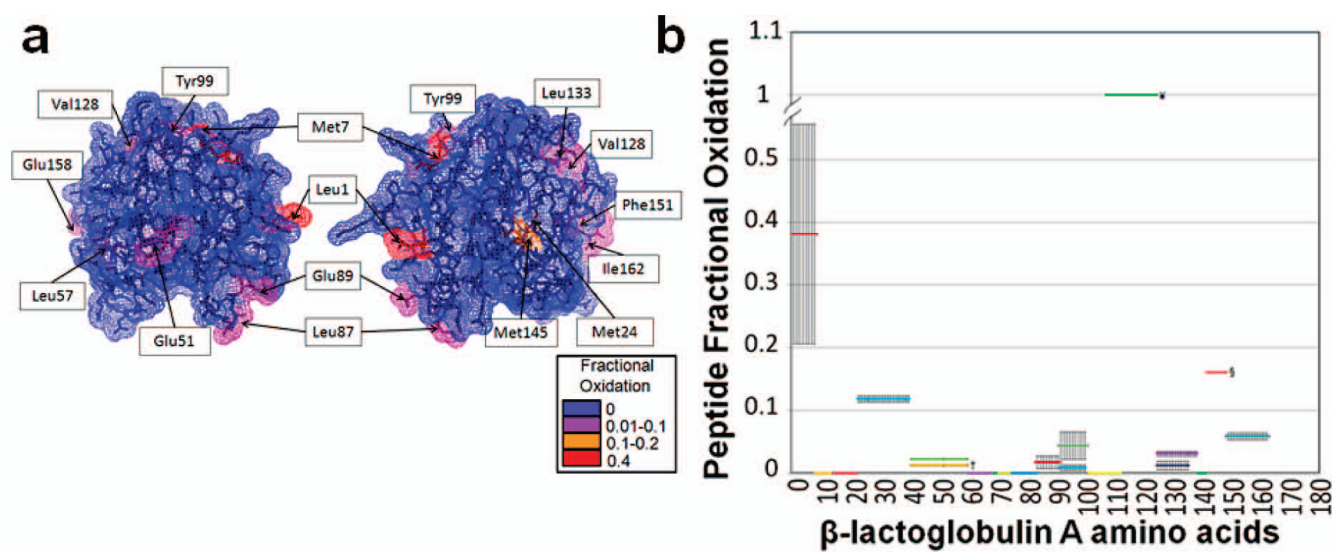 a
Tyr99
Val128
Glu158
Leu57
Glu51
Met7
Leu1
Glu89
Leu87
Tyr99
Leu133
Val128
Phe151
Ile162
Met24
Met145
Fractional
Oxidation
0
0.01-0.1
0.1-0.2
0.4
b
Peptide Fractional Oxidation
1.1
1
0.5
0.4
0.3
0.2
0.1
0
*
§
†
0 10 20 30 40 50 60 70 80 90 100 110 120 130 140 150 160 170 180
β-lactoglobulin A amino acids